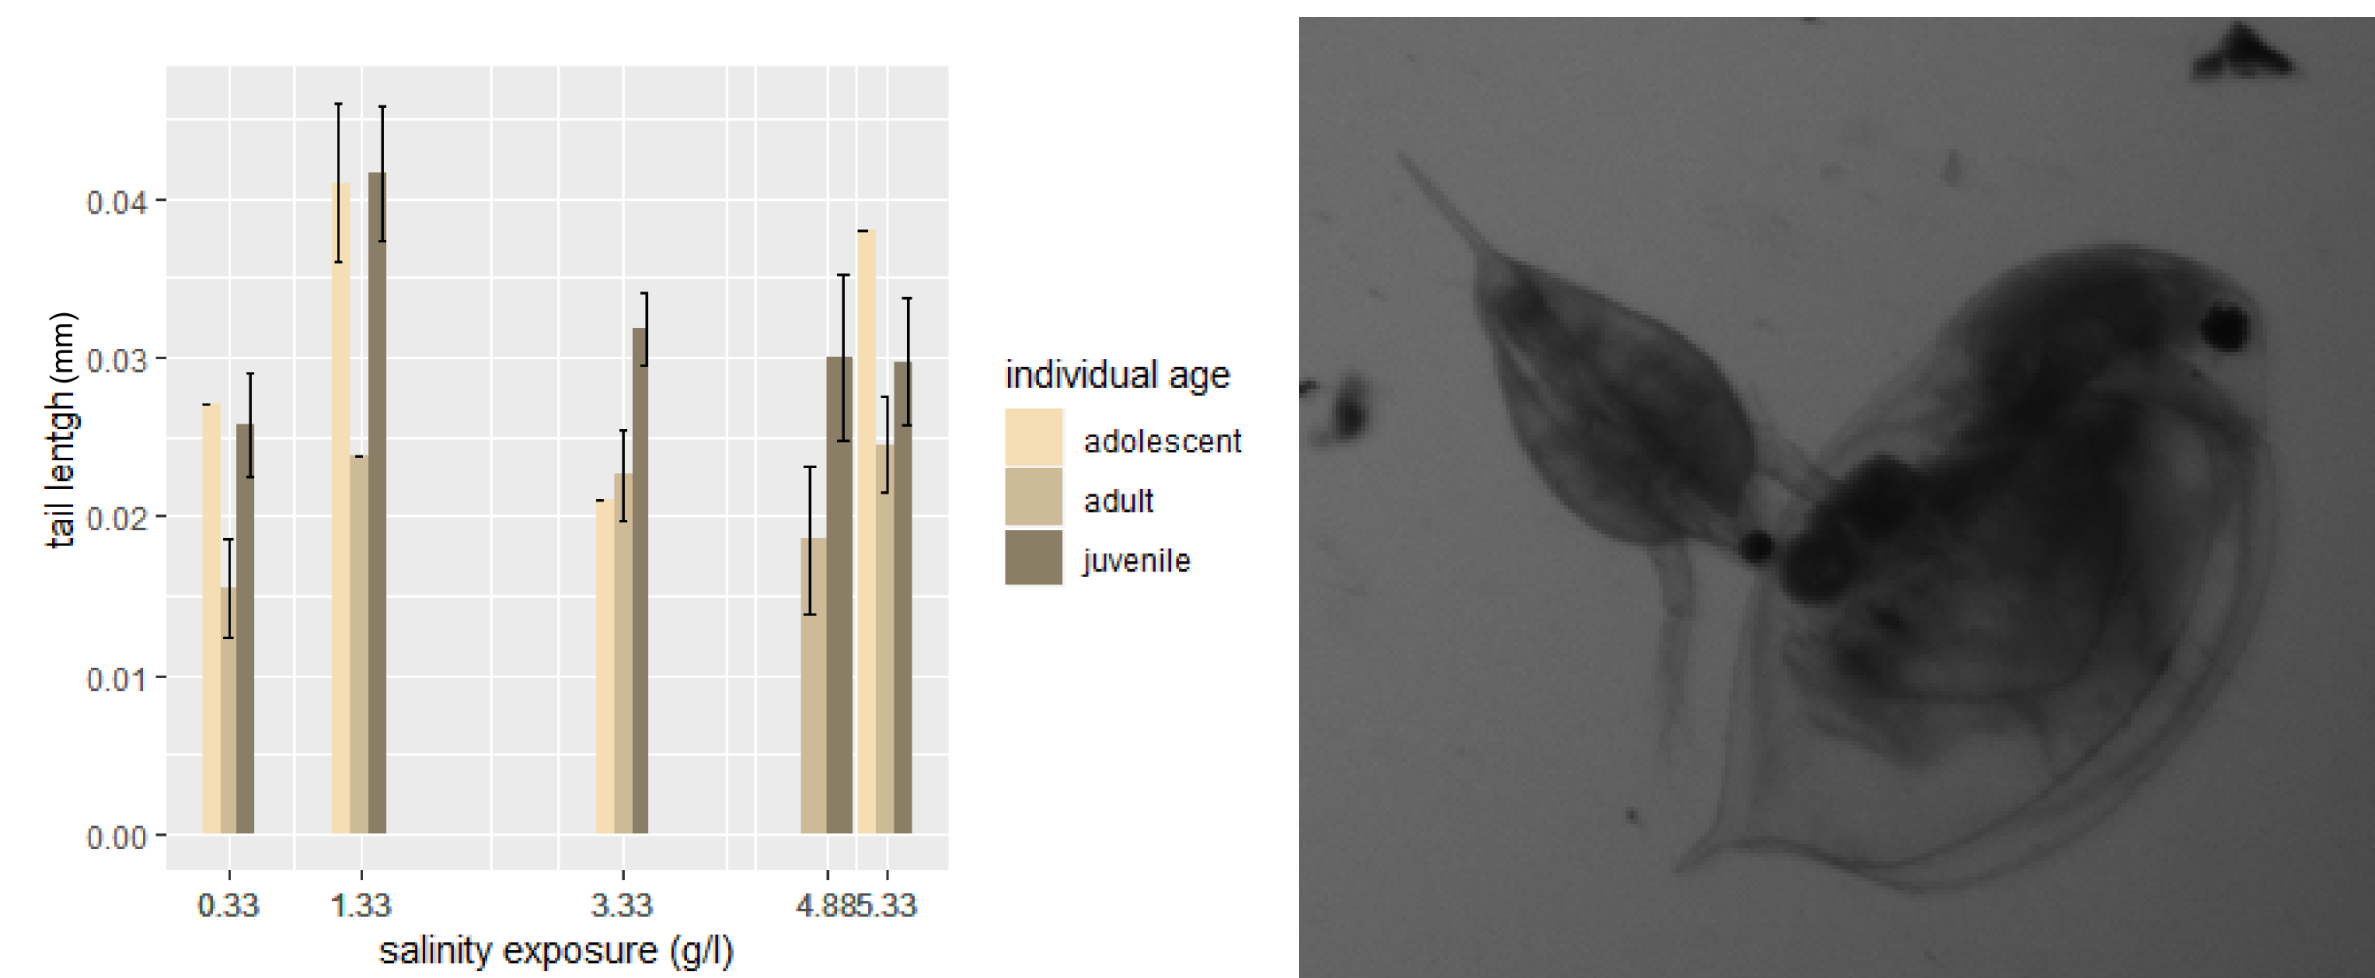 tail lentgh (mm)
0.04
0.03
0.02
0.01
0.00
0.33 1.33 3.33 4.885.33
salinity exposure (g/l)
individual age
adolescent
adult
juvenile